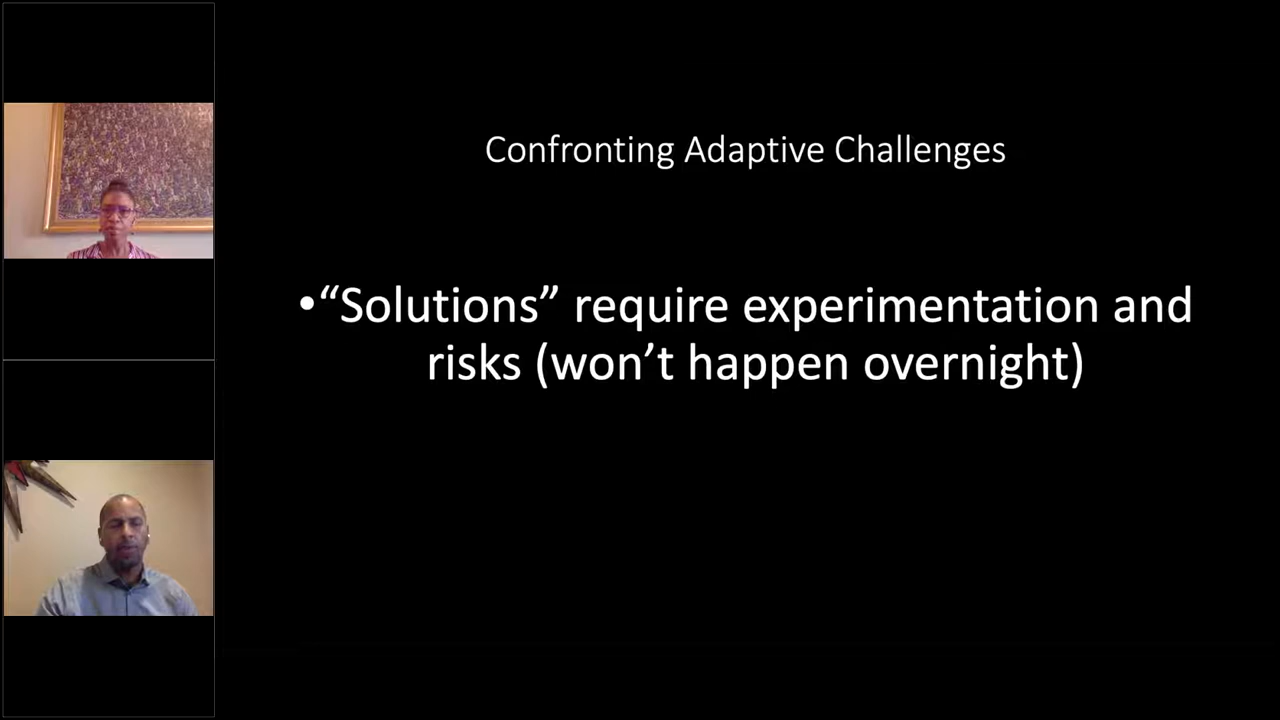 Confronting Adaptive Challenges
•“Solutions” require experimentation and
risks (won’t happen overnight)